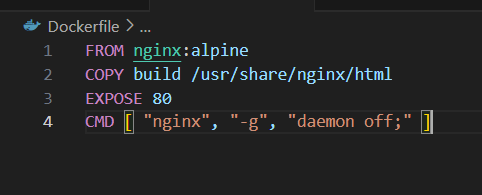 Dockerfile > ...
1 FROM nginx:alpine
2 COPY build /usr/share/nginx/html
3 EXPOSE 80
4 CMD [ "nginx", "-g", "daemon off;" ]